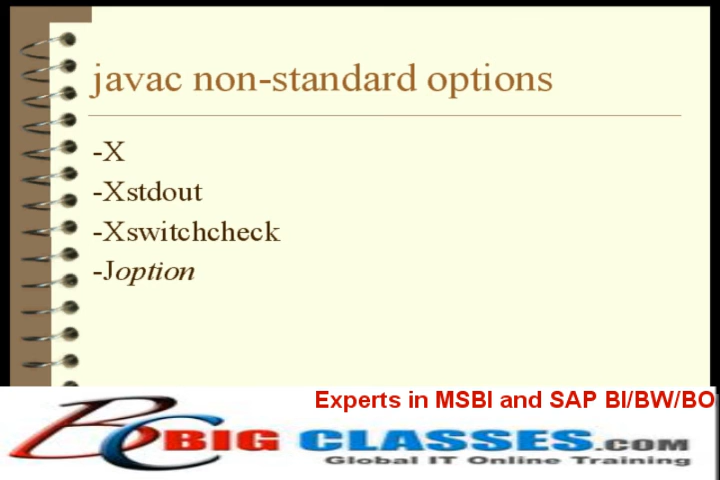 javac non-standard options
-X
-Xstdout
-Xswitchcheck
-Joption
Experts in MSBI and SAP BI/BW/BO
BC BIG CLASSES.COM
Global IT Online Training